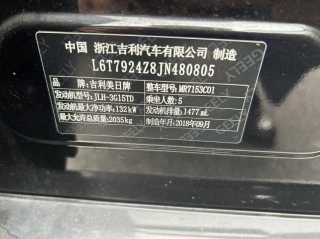 中国 浙江吉利汽车有限公司 制造
L6T7924Z8JN480805
品 牌:吉利美日牌 整车型号:MR7153C01
发动机型号:JLH-3G15TD 乘坐人数:5
发动机最大净功率:132kW 发动机排量:1477mL
最大允许总质量:2035kg 制造年月:2018年09月
GEELY